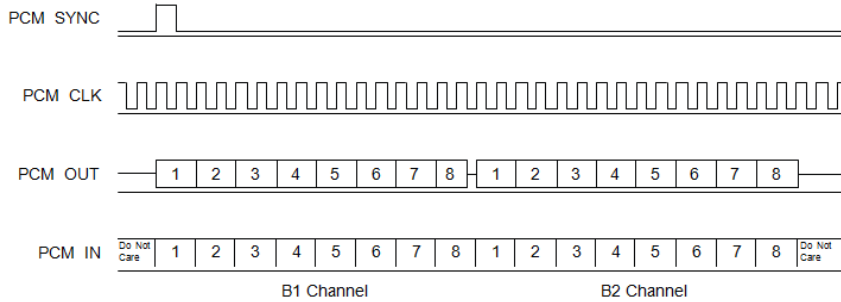 PCM SYNC
PCM CLK
PCM OUT 1 2 3 4 5 6 7 8 1 2 3 4 5 6 7 8
PCM IN Do Not Care 1 2 3 4 5 6 7 8 1 2 3 4 5 6 7 8 Do Not Care
B1 Channel B2 Channel